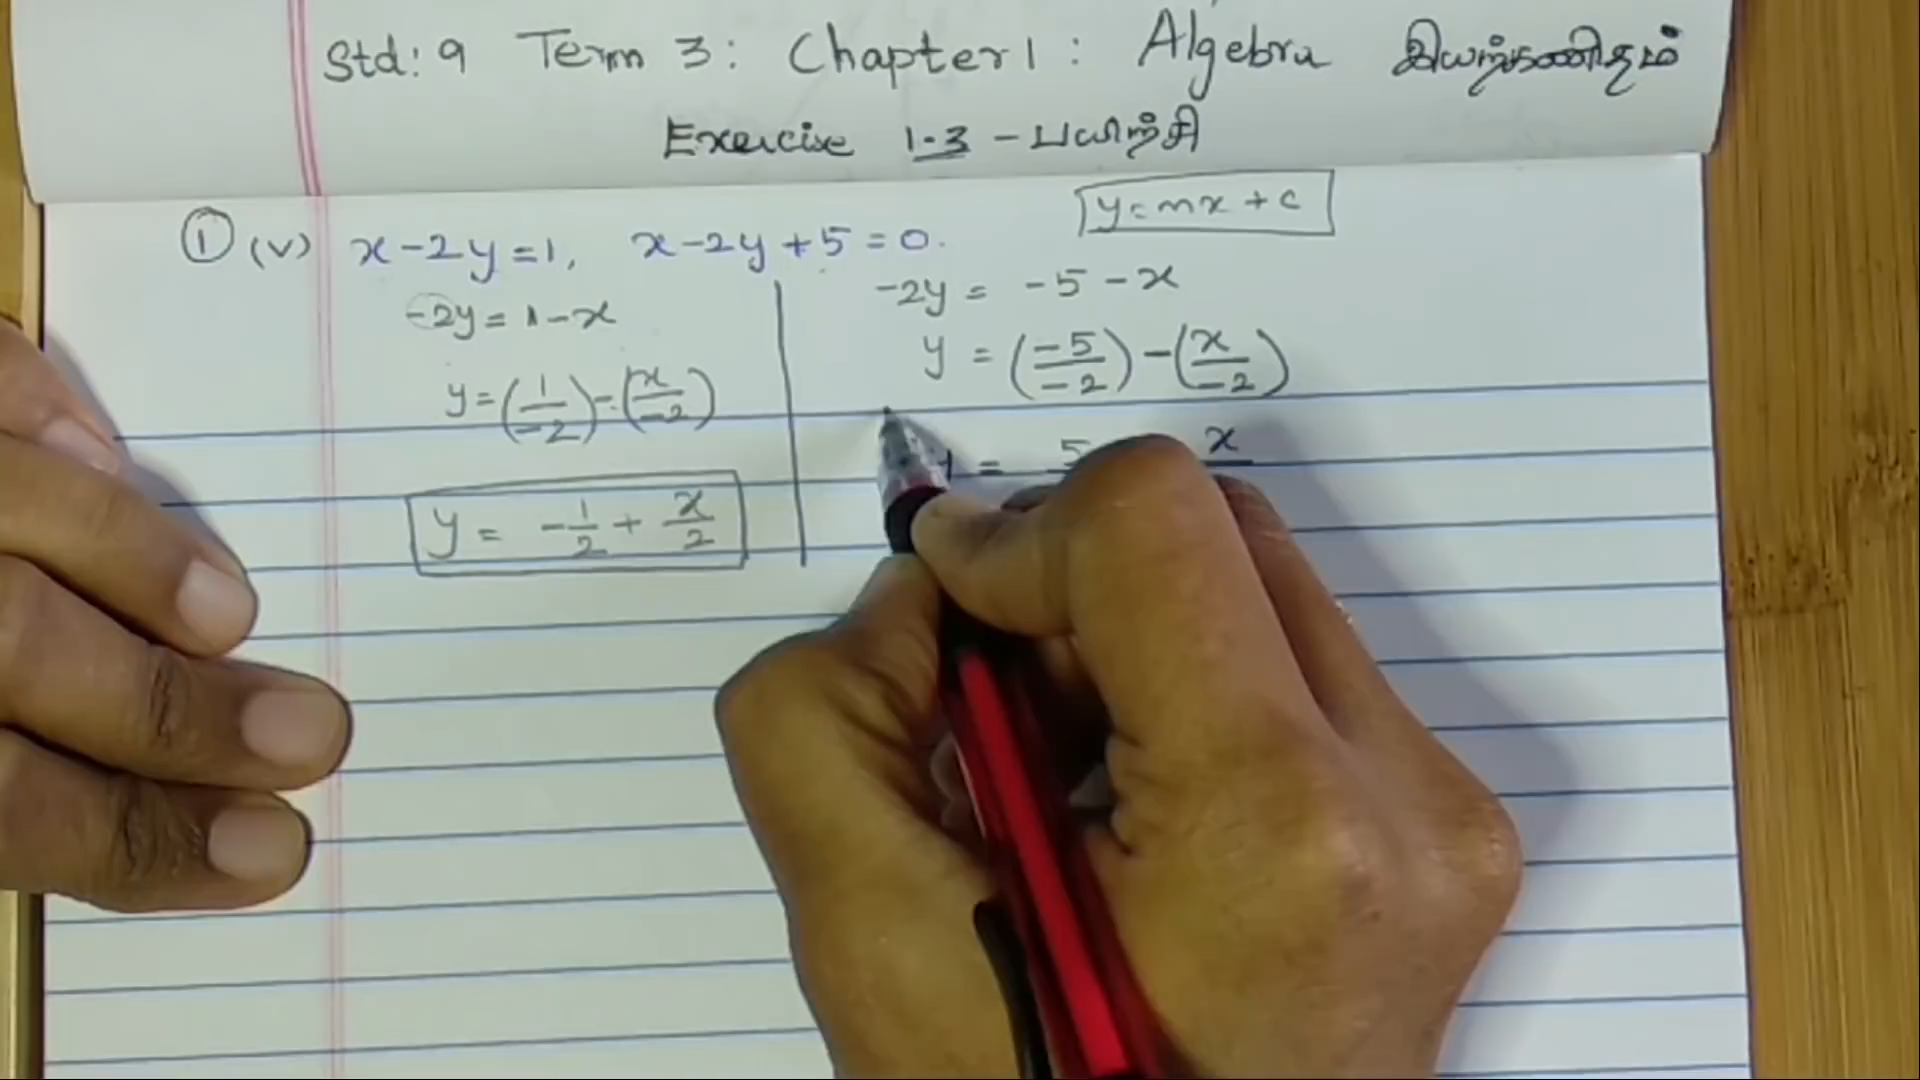 Std: 9 Term 3: Chapter 1 : Algebra இயற்கணிதம்
Exercise 1.3 - பயிற்சி
y = mx + c
① (v) x - 2y = 1, x - 2y + 5 = 0.
-2y = 1 - x
y = (1/-2) - (x/-2)
y = -1/2 + x/2
-2y = -5 - x
y = (-5/-2) - (x/-2)
= 5 x